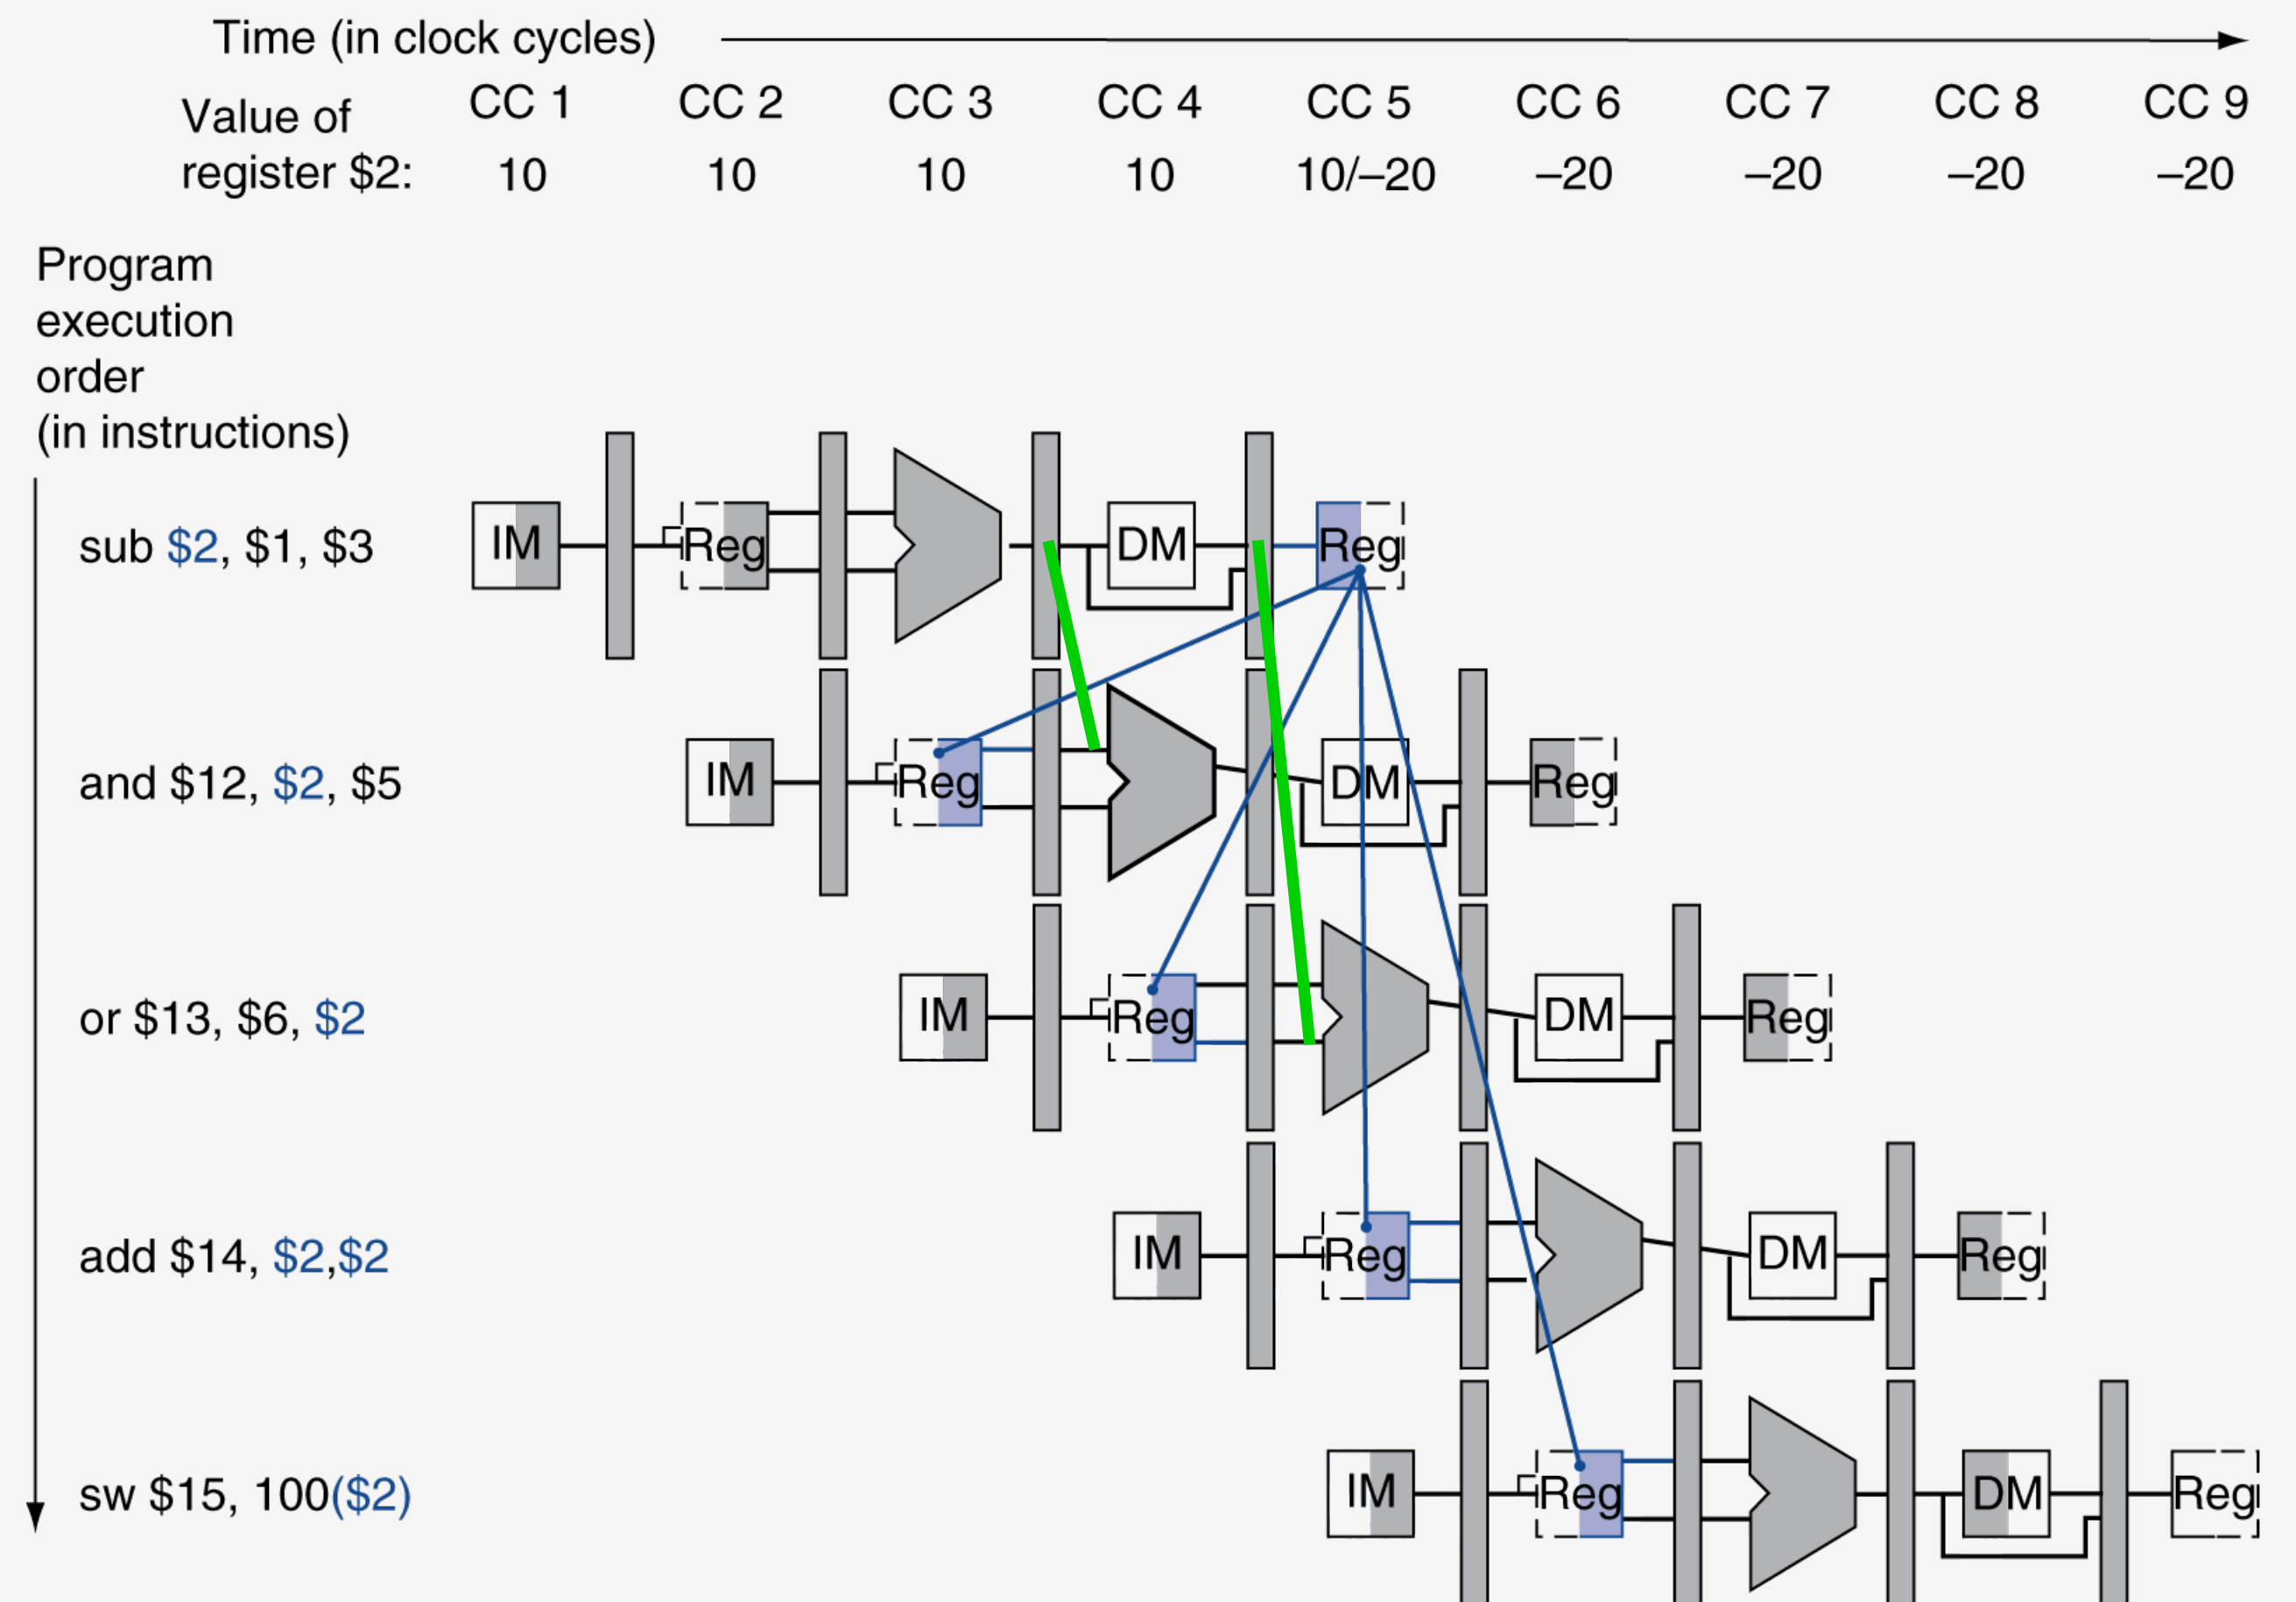 Time (in clock cycles)
CC 1 CC 2 CC 3 CC 4 CC 5 CC 6 CC 7 CC 8 CC 9
Value of
register $2: 10 10 10 10 10/–20 –20 –20 –20 –20
Program
execution
order
(in instructions)
sub $2, $1, $3 IM Reg DM Reg
and $12, $2, $5 IM Reg DM Reg
or $13, $6, $2 IM Reg DM Reg
add $14, $2,$2 IM Reg DM Reg
sw $15, 100($2) IM Reg DM Reg